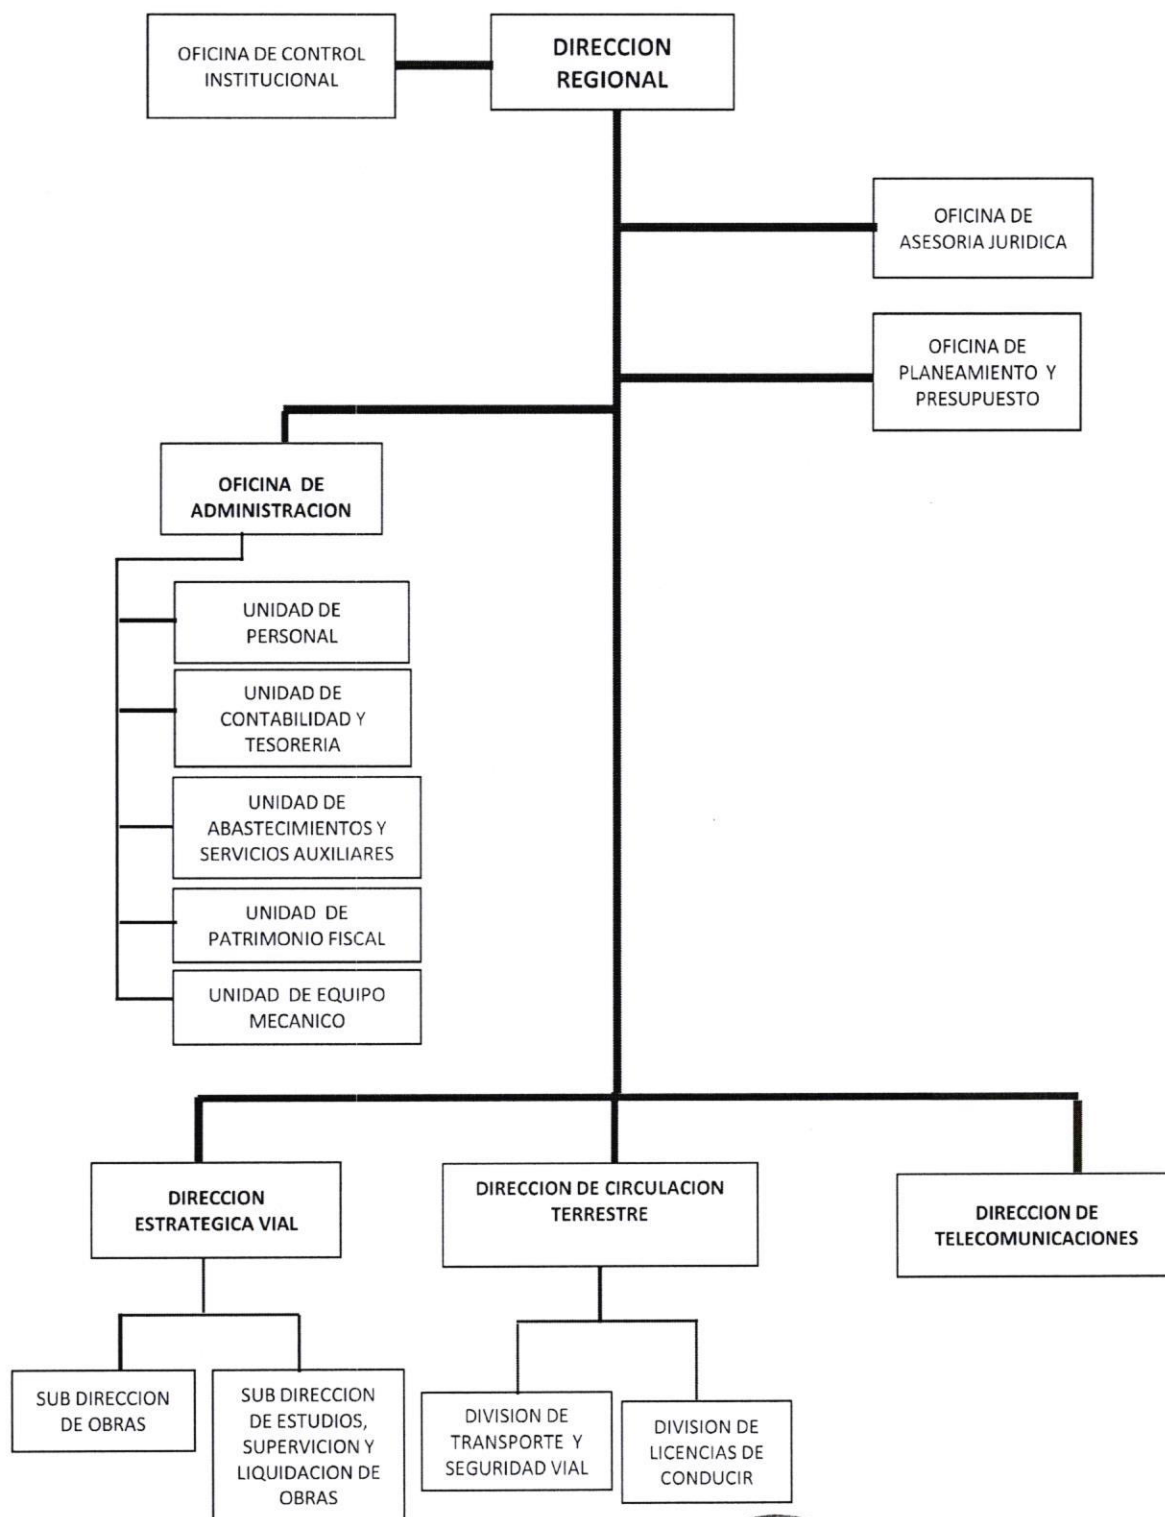 OFICINA DE CONTROL
INSTITUCIONAL
DIRECCION
REGIONAL
OFICINA DE
ASESORIA JURIDICA
OFICINA DE
PLANEAMIENTO Y
PRESUPUESTO
OFICINA DE
ADMINISTRACION
UNIDAD DE
PERSONAL
UNIDAD DE
CONTABILIDAD Y
TESORERIA
UNIDAD DE
ABASTECIMIENTOS Y
SERVICIOS AUXILIARES
UNIDAD DE
PATRIMONIO FISCAL
UNIDAD DE EQUIPO
MECANICO
DIRECCION
ESTRATEGICA VIAL
DIRECCION DE CIRCULACION
TERRESTRE
DIRECCION DE
TELECOMUNICACIONES
SUB DIRECCION
DE OBRAS
SUB DIRECCION
DE ESTUDIOS,
SUPERVICION Y
LIQUIDACION DE
OBRAS
DIVISION DE
TRANSPORTE Y
SEGURIDAD VIAL
DIVISION DE
LICENCIAS DE
CONDUCIR